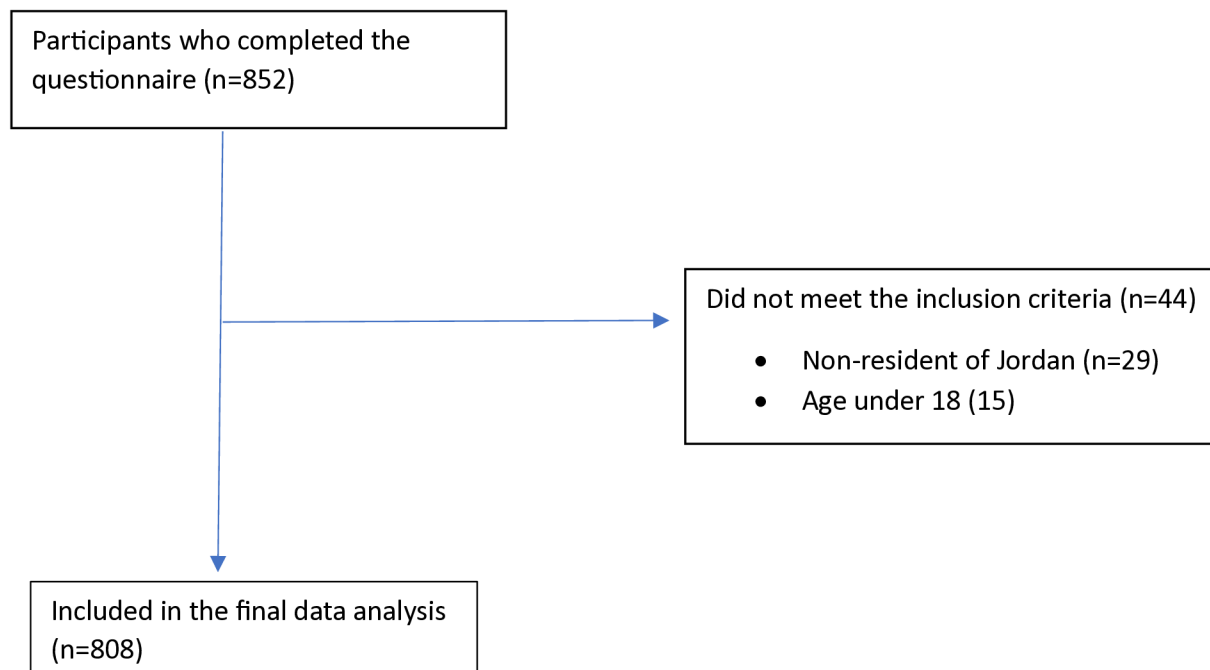 Participants who completed the
questionnaire (n=852)
Did not meet the inclusion criteria (n=44)
• Non-resident of Jordan (n=29)
• Age under 18 (15)
Included in the final data analysis
(n=808)